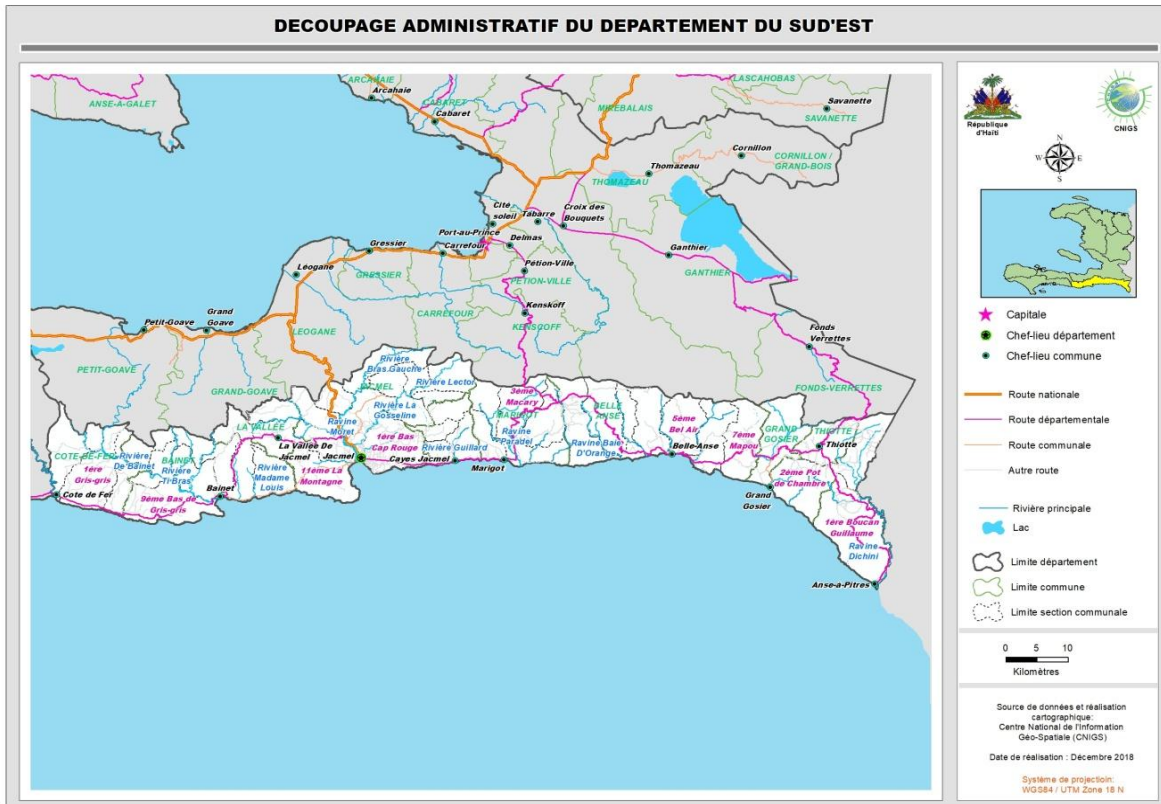 DECOUPAGE ADMINISTRATIF DU DEPARTEMENT DU SUD'EST
ANSE-A-GALET
ARCAHAIE
Arcahaie
CABARET
Cabaret
MIREBALAIS
LASCAHOBAS
Savanette
SAVANETTE
Cornillon
CORNILLON /
GRAND-BOIS
Thomazeau
THOMAZEAU
Cité
soleil
Tabarre
Croix des
Bouquets
Port-au-Prince
Delmas
Carrefour
Gressier
GRESSIER
Ganthier
GANTHIER
Pétion-Ville
PETION-VILLE
Léogane
LEOGANE
Kenskoff
KENSCOFF
CARREFOUR
Petit-Goave
Grand
Goave
PETIT-GOAVE
GRAND-GOAVE
Fonds
Verrettes
FONDS-VERRETTES
Rivière
Bras Gauche
Rivière Lector
Rivière La
Gosseline
3ème
Macary
BELLE
ANSE
GRAND
GOSIER
THIOTTE
Thiotte
LA VALLÉE
La Vallée De
Jacmel
Ravine
Moret
Jacmel
1ère Bas
Cap Rouge
Rivière Guillard
Cayes Jacmel
MARIGOT
Ravine
Paradel
Marigot
Ravine Baie
D'Orange
5ème
Bel Air
Belle-Anse
7ème
Mapou
COTE-DE-FER
1ère
Gris-gris
Cote de Fer
Rivière
De Bainet
BAINET
Rivière
Ti Bras
9ème Bas de
Gris-gris
Bainet
Rivière
Madame
Louis
11ème La
Montagne
2ème Pot
de Chambre
Grand
Gosier
1ère Boucan
Guillaume
Ravine
Dichini
Anse-a-Pitres
République
d'Haïti
CNIGS
N
W
E
S
Capitale
Chef-lieu département
Chef-lieu commune
Route nationale
Route départementale
Route communale
Autre route
Rivière principale
Lac
Limite département
Limite commune
Limite section communale
0 5 10
Kilomètres
Source de données et réalisation
cartographique:
Centre National de l'Information
Géo-Spatiale (CNIGS)
Date de réalisation : Décembre 2018
Système de projectioin:
WGS84 / UTM Zone 18 N